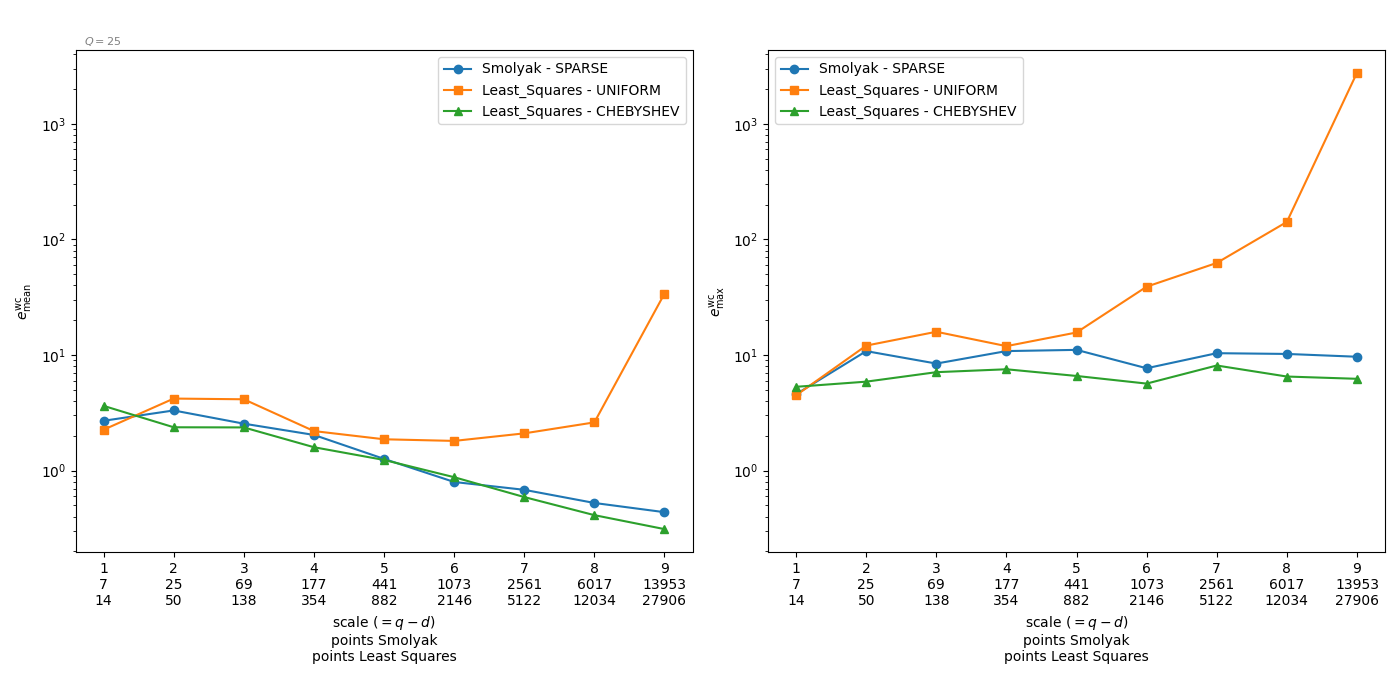 Q = 25
Smolyak - SPARSE
Least_Squares - UNIFORM
Least_Squares - CHEBYSHEV
10³
10²
10¹
10⁰
e^wc_mean
1 2 3 4 5 6 7 8 9
7 25 69 177 441 1073 2561 6017 13953
14 50 138 354 882 2146 5122 12034 27906
scale (= q − d)
points Smolyak
points Least Squares
Smolyak - SPARSE
Least_Squares - UNIFORM
Least_Squares - CHEBYSHEV
10³
10²
10¹
10⁰
e^wc_max
1 2 3 4 5 6 7 8 9
7 25 69 177 441 1073 2561 6017 13953
14 50 138 354 882 2146 5122 12034 27906
scale (= q − d)
points Smolyak
points Least Squares